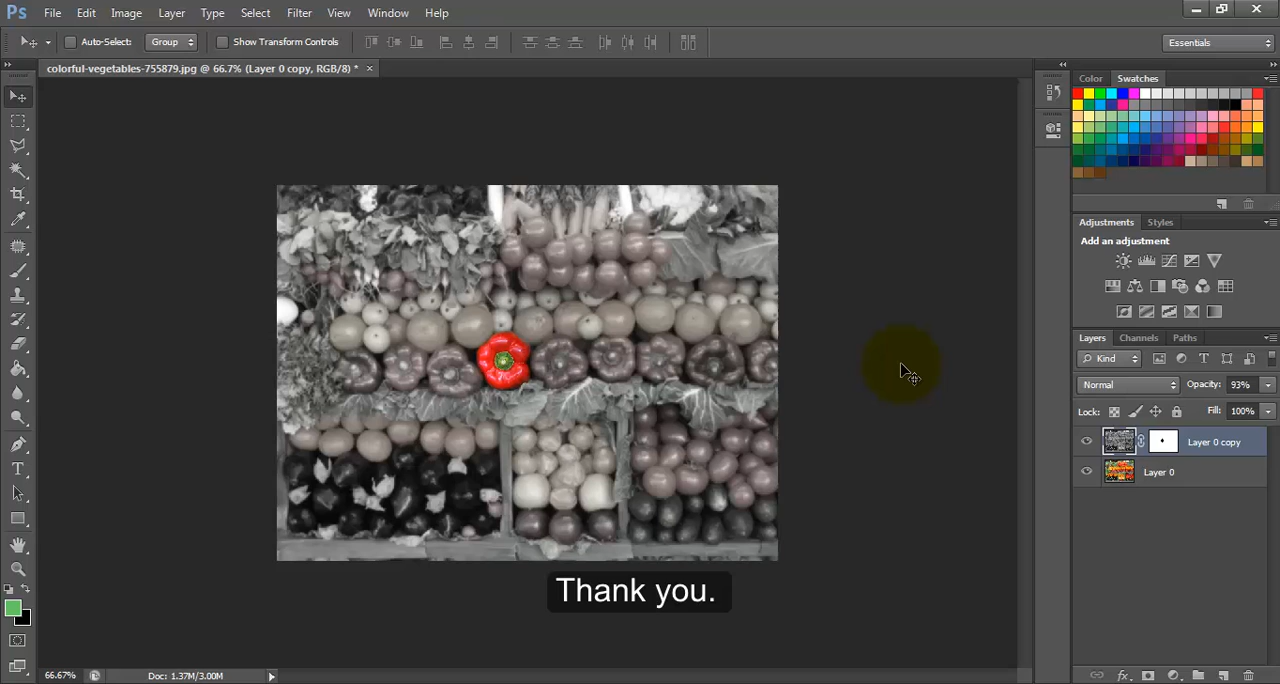 Ps File Edit Image Layer Type Select Filter View Window Help
Auto-Select: Group Show Transform Controls Essentials
colorful-vegetables-755879.jpg @ 66.7% (Layer 0 copy, RGB/8) * ×
Color Swatches
Adjustments Styles
Add an adjustment
Layers Channels Paths
Kind
Normal Opacity: 93%
Lock: Fill: 100%
Layer 0 copy
Layer 0
Thank you.
66.67% Doc: 1.37M/3.00M